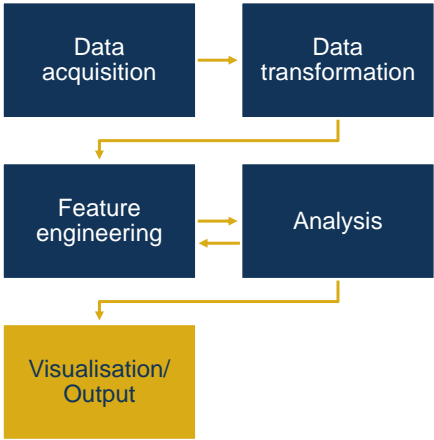 Data
acquisition
Data
transformation
Feature
engineering
Analysis
Visualisation/
Output